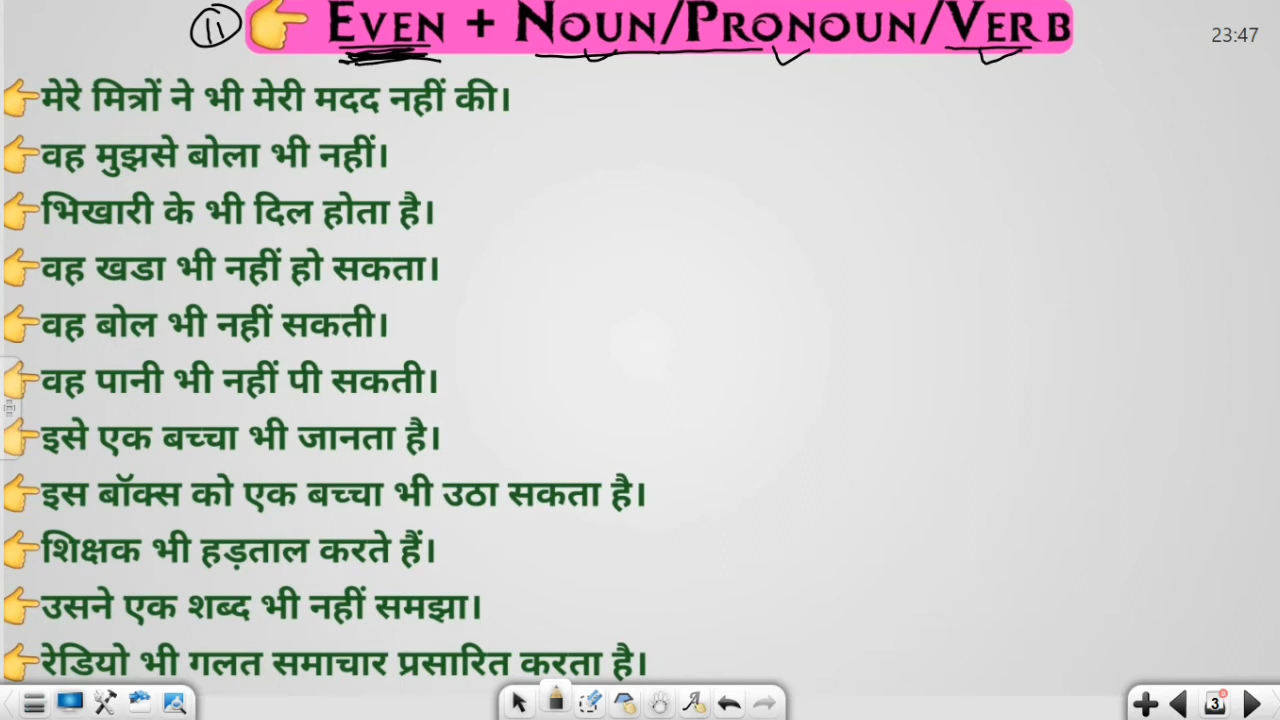 11 👉 EVEN + NOUN/PRONOUN/VERB
23:47
👉मेरे मित्रों ने भी मेरी मदद नहीं की।
👉वह मुझसे बोला भी नहीं।
👉भिखारी के भी दिल होता है।
👉वह खडा भी नहीं हो सकता।
👉वह बोल भी नहीं सकती।
👉वह पानी भी नहीं पी सकती।
👉इसे एक बच्चा भी जानता है।
👉इस बॉक्स को एक बच्चा भी उठा सकता है।
👉शिक्षक भी हड़ताल करते हैं।
👉उसने एक शब्द भी नहीं समझा।
👉रेडियो भी गलत समाचार प्रसारित करता है।
3